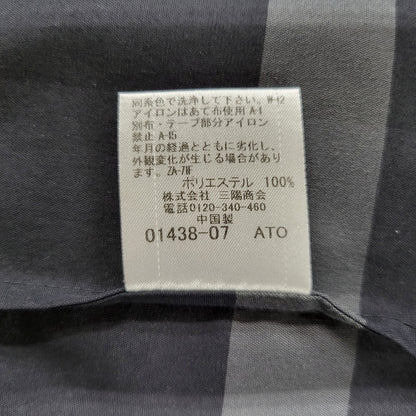 同系色で洗浄して下さい。W-12
アイロンはあて布使用 A-1
別布・テープ部分アイロン
禁止 A-15
年月の経過とともに劣化し、
外観変化が生じる場合があり
ます。ZA-71F
ポリエステル 100%
株式会社 三陽商会
電話0120-340-460
中国製
01438-07 ATO